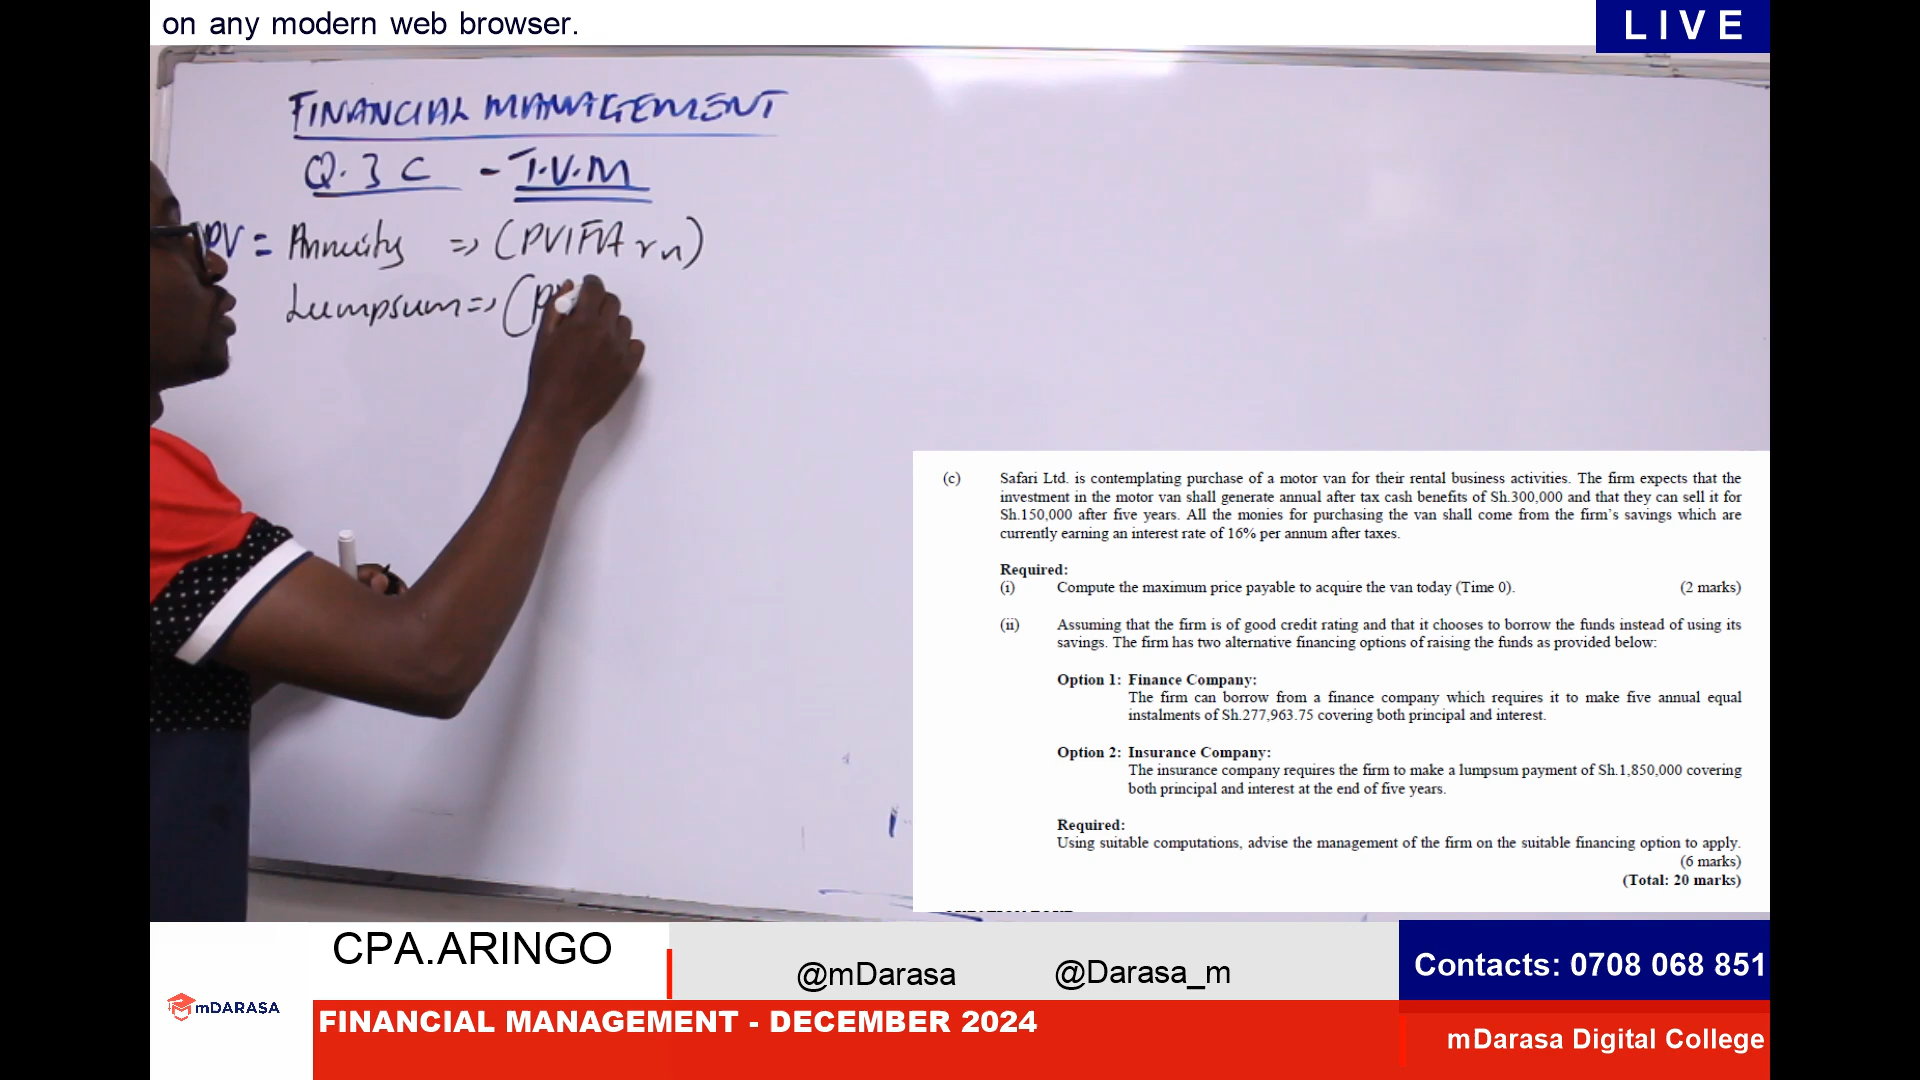 on any modern web browser.
LIVE
FINANCIAL MANAGEMENT
Q.3 C - T.V.M
PV = Annuity => (PVIFA r n)
Lumpsum => (PV
(c) Safari Ltd. is contemplating purchase of a motor van for their rental business activities. The firm expects that the
investment in the motor van shall generate annual after tax cash benefits of Sh.300,000 and that they can sell it for
Sh.150,000 after five years. All the monies for purchasing the van shall come from the firm's savings which are
currently earning an interest rate of 16% per annum after taxes.
Required:
(i) Compute the maximum price payable to acquire the van today (Time 0). (2 marks)
(ii) Assuming that the firm is of good credit rating and that it chooses to borrow the funds instead of using its
savings. The firm has two alternative financing options of raising the funds as provided below:
Option 1: Finance Company:
The firm can borrow from a finance company which requires it to make five annual equal
instalments of Sh.277,963.75 covering both principal and interest.
Option 2: Insurance Company:
The insurance company requires the firm to make a lumpsum payment of Sh.1,850,000 covering
both principal and interest at the end of five years.
Required:
Using suitable computations, advise the management of the firm on the suitable financing option to apply.
(6 marks)
(Total: 20 marks)
CPA.ARINGO
@mDarasa @Darasa_m
Contacts: 0708 068 851
mDARASA
FINANCIAL MANAGEMENT - DECEMBER 2024
mDarasa Digital College